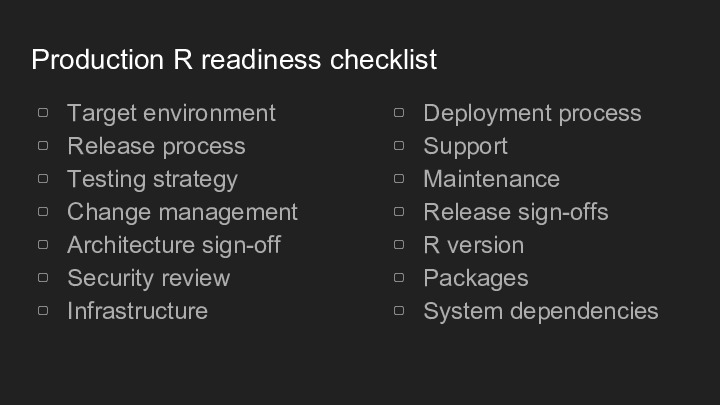 Production R readiness checklist
Target environment
Release process
Testing strategy
Change management
Architecture sign-off
Security review
Infrastructure
Deployment process
Support
Maintenance
Release sign-offs
R version
Packages
System dependencies